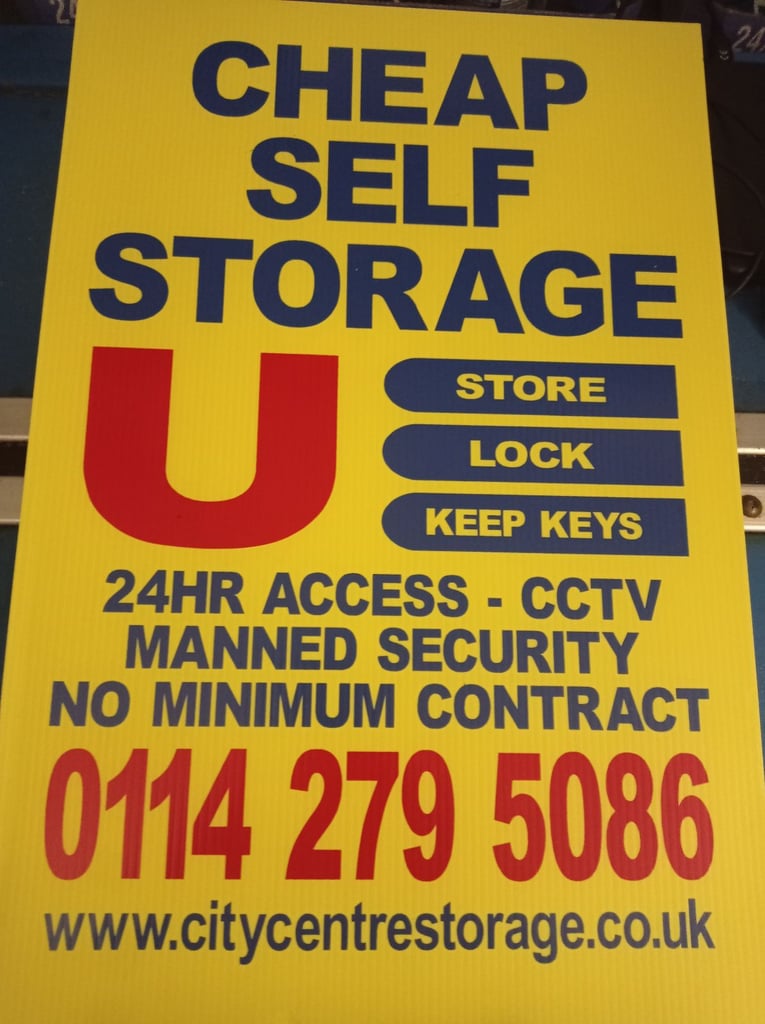 CHEAP
SELF
STORAGE
U
STORE
LOCK
KEEP KEYS
24HR ACCESS - CCTV
MANNED SECURITY
NO MINIMUM CONTRACT
0114 279 5086
www.citycentrestorage.co.uk